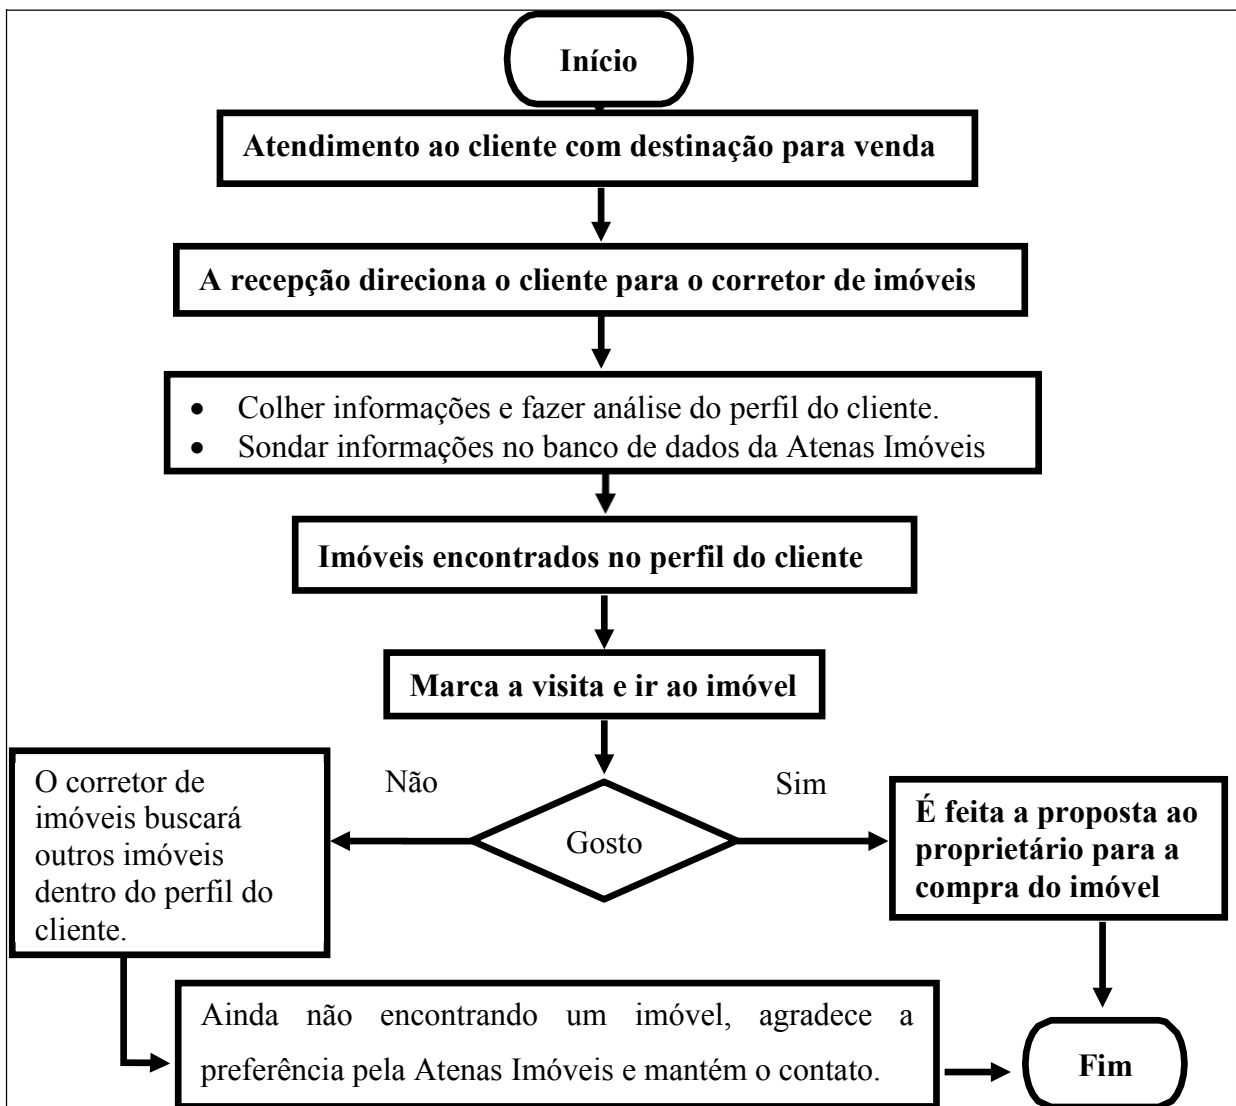 Início
Atendimento ao cliente com destinação para venda
A recepção direciona o cliente para o corretor de imóveis
• Colher informações e fazer análise do perfil do cliente.
• Sondar informações no banco de dados da Atenas Imóveis
Imóveis encontrados no perfil do cliente
Marca a visita e ir ao imóvel
O corretor de
imóveis buscará
outros imóveis
dentro do perfil do
cliente.
Não
Gosto
Sim
É feita a proposta ao
proprietário para a
compra do imóvel
Ainda não encontrando um imóvel, agradece a
preferência pela Atenas Imóveis e mantém o contato.
Fim